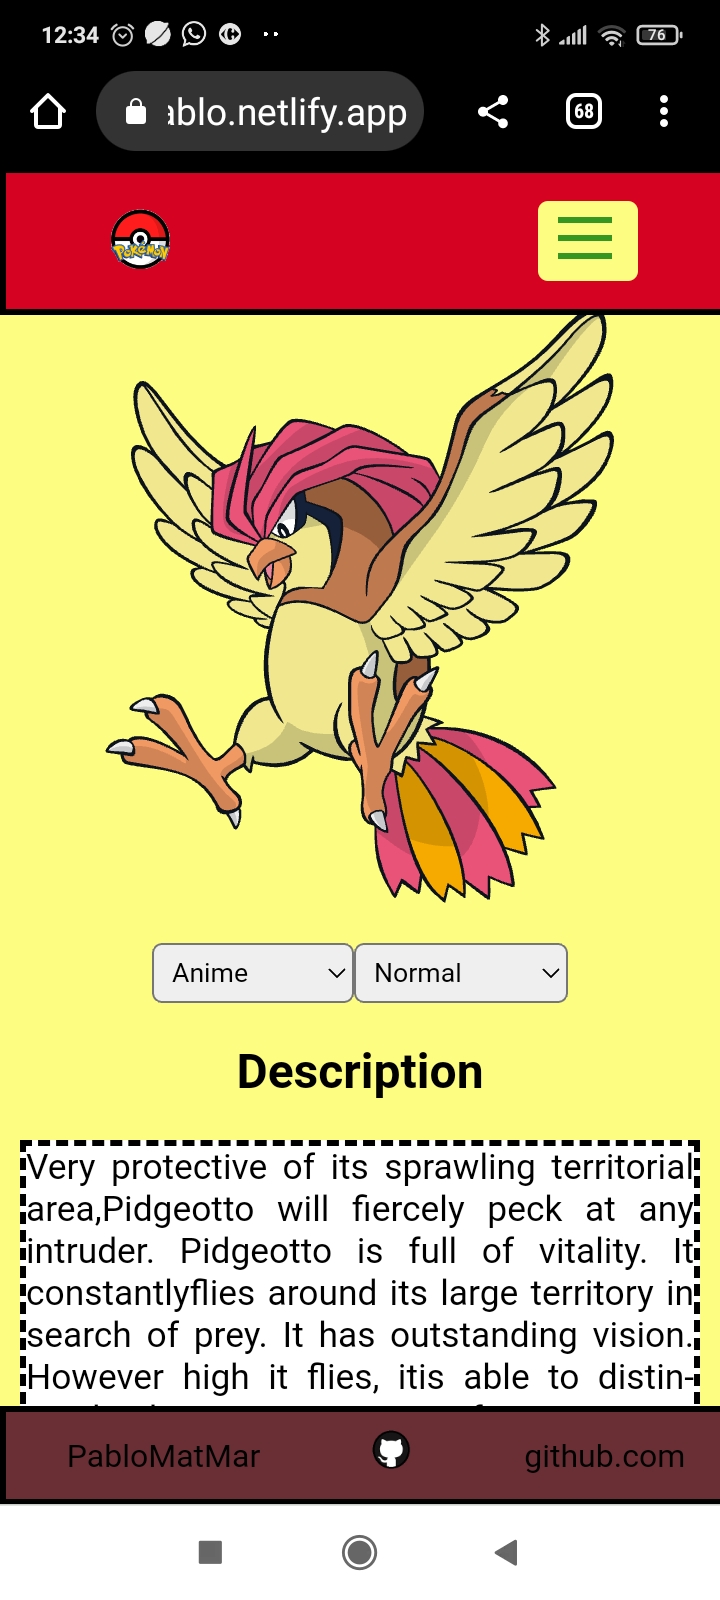 12:34
76
ablo.netlify.app
68
POKéMON
Anime
Normal
Description
Very protective of its sprawling territorial
area,Pidgeotto will fiercely peck at any
intruder. Pidgeotto is full of vitality. It
constantlyflies around its large territory in
search of prey. It has outstanding vision.
However high it flies, itis able to distin-
PabloMatMar
github.com